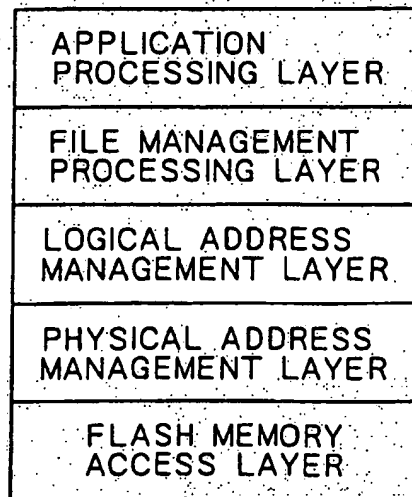 APPLICATION
PROCESSING LAYER
FILE MANAGEMENT
PROCESSING LAYER
LOGICAL ADDRESS
MANAGEMENT LAYER
PHYSICAL ADDRESS
MANAGEMENT LAYER
FLASH MEMORY
ACCESS LAYER